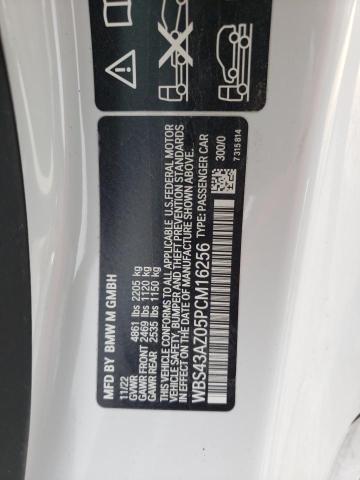 MFD BY BMW M GMBH
11/22
GVWR 4861 lbs 2205 kg
GAWR FRONT 2469 lbs 1120 kg
GAWR REAR 2535 lbs 1150 kg
THIS VEHICLE CONFORMS TO ALL APPLICABLE U.S. FEDERAL MOTOR
VEHICLE SAFETY, BUMPER AND THEFT PREVENTION STANDARDS
IN EFFECT ON THE DATE OF MANUFACTURE SHOWN ABOVE.
WBS43AZ05PCM16256 TYPE: PASSENGER CAR
300/0
7 315 814